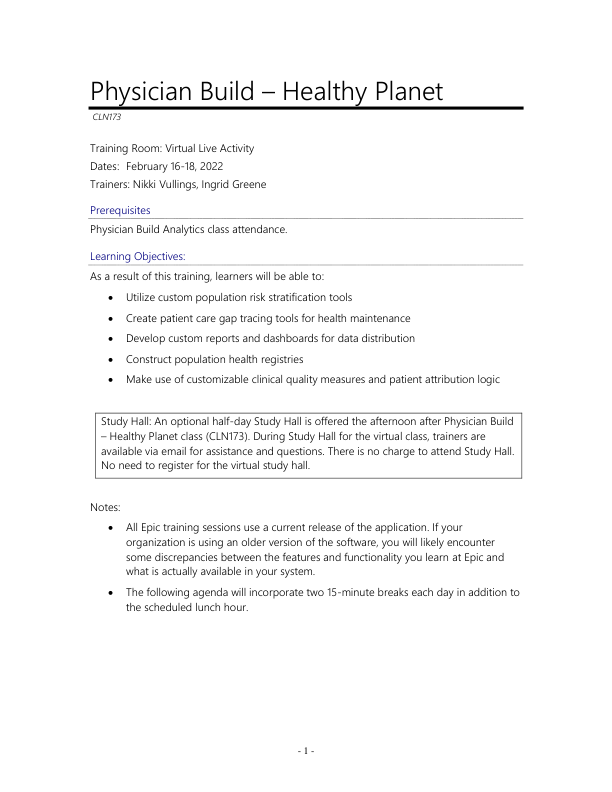 Physician Build – Healthy Planet
CLN173
Training Room: Virtual Live Activity
Dates:  February 16-18, 2022
Trainers: Nikki Vullings, Ingrid Greene
Prerequisites
Physician Build Analytics class attendance.
Learning Objectives:
As a result of this training, learners will be able to:
• Utilize custom population risk stratification tools
• Create patient care gap tracing tools for health maintenance
• Develop custom reports and dashboards for data distribution
• Construct population health registries
• Make use of customizable clinical quality measures and patient attribution logic
Study Hall: An optional half-day Study Hall is offered the afternoon after Physician Build
– Healthy Planet class (CLN173). During Study Hall for the virtual class, trainers are
available via email for assistance and questions. There is no charge to attend Study Hall.
No need to register for the virtual study hall.
Notes:
• All Epic training sessions use a current release of the application. If your
organization is using an older version of the software, you will likely encounter
some discrepancies between the features and functionality you learn at Epic and
what is actually available in your system.
• The following agenda will incorporate two 15-minute breaks each day in addition to
the scheduled lunch hour.
- 1 -